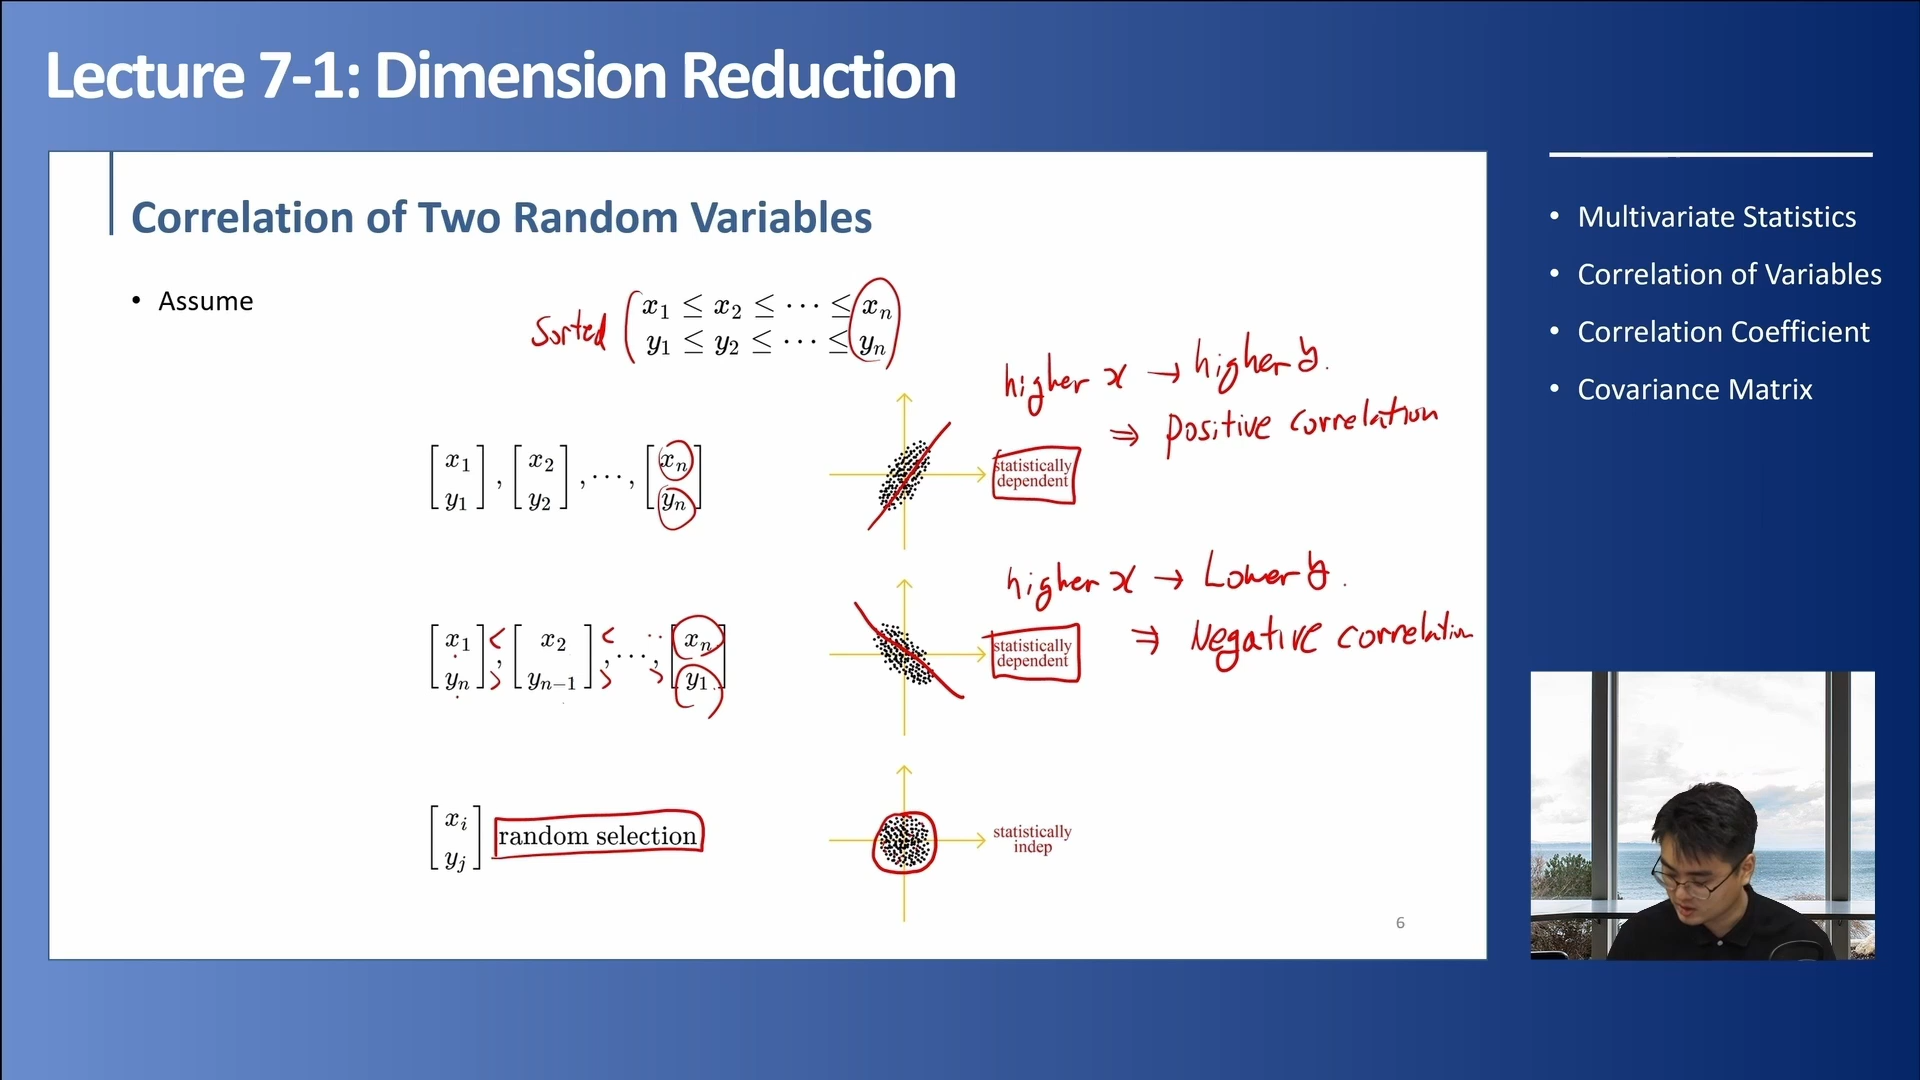 Lecture 7-1: Dimension Reduction
Correlation of Two Random Variables
• Assume
Sorted
x₁ ≤ x₂ ≤ ⋯ ≤ xₙ
y₁ ≤ y₂ ≤ ⋯ ≤ yₙ
higher x → higher y.
⇒ positive correlation
[x₁ y₁], [x₂ y₂], ⋯, [xₙ yₙ]
statistically
dependent
higher x → Lower y.
⇒ Negative correlation
[x₁ yₙ] < > , [x₂ yₙ₋₁] < > , ⋯, > [xₙ y₁]
statistically
dependent
[xᵢ yⱼ] random selection
statistically
indep
6
• Multivariate Statistics
• Correlation of Variables
• Correlation Coefficient
• Covariance Matrix